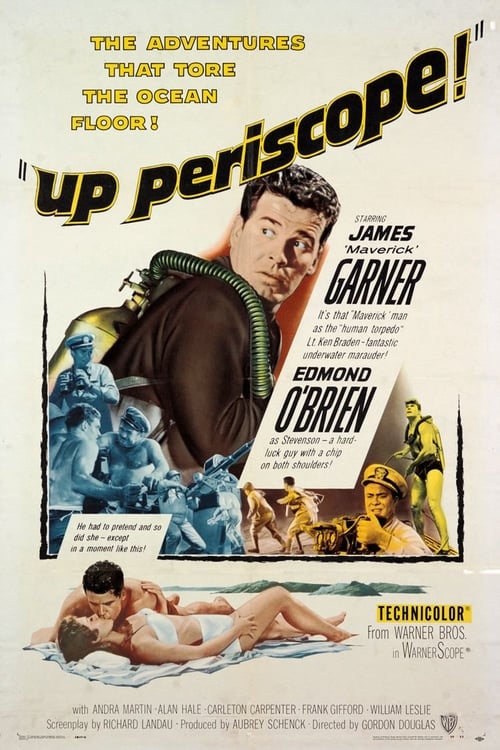 THE ADVENTURES
THAT TORE
THE OCEAN
FLOOR!
"up periscope!"
STARRING
JAMES
'Maverick'
GARNER
It's that 'Maverick' man
as the "human torpedo"
Lt. Ken Braden-fantastic
underwater marauder!
EDMOND
O'BRIEN
as Stevenson - a hard-
luck guy with a chip
on both shoulders!
He had to pretend and so
did she - except
in a moment like this!
TECHNICOLOR®
From WARNER BROS.
in WARNERSCOPE®
with ANDRA MARTIN · ALAN HALE · CARLETON CARPENTER · FRANK GIFFORD · WILLIAM LESLIE
Screenplay by RICHARD LANDAU · Produced by AUBREY SCHENCK · Directed by GORDON DOUGLAS
WB